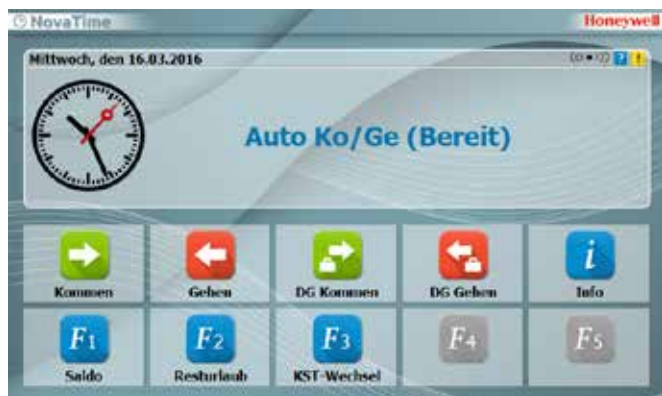 NovaTime Honeywell
Mittwoch, den 16.03.2016 ? !
Auto Ko/Ge (Bereit)
Kommen Gehen DG Kommen DG Gehen i Info
F1 Saldo F2 Resturlaub F3 KST-Wechsel F4 F5